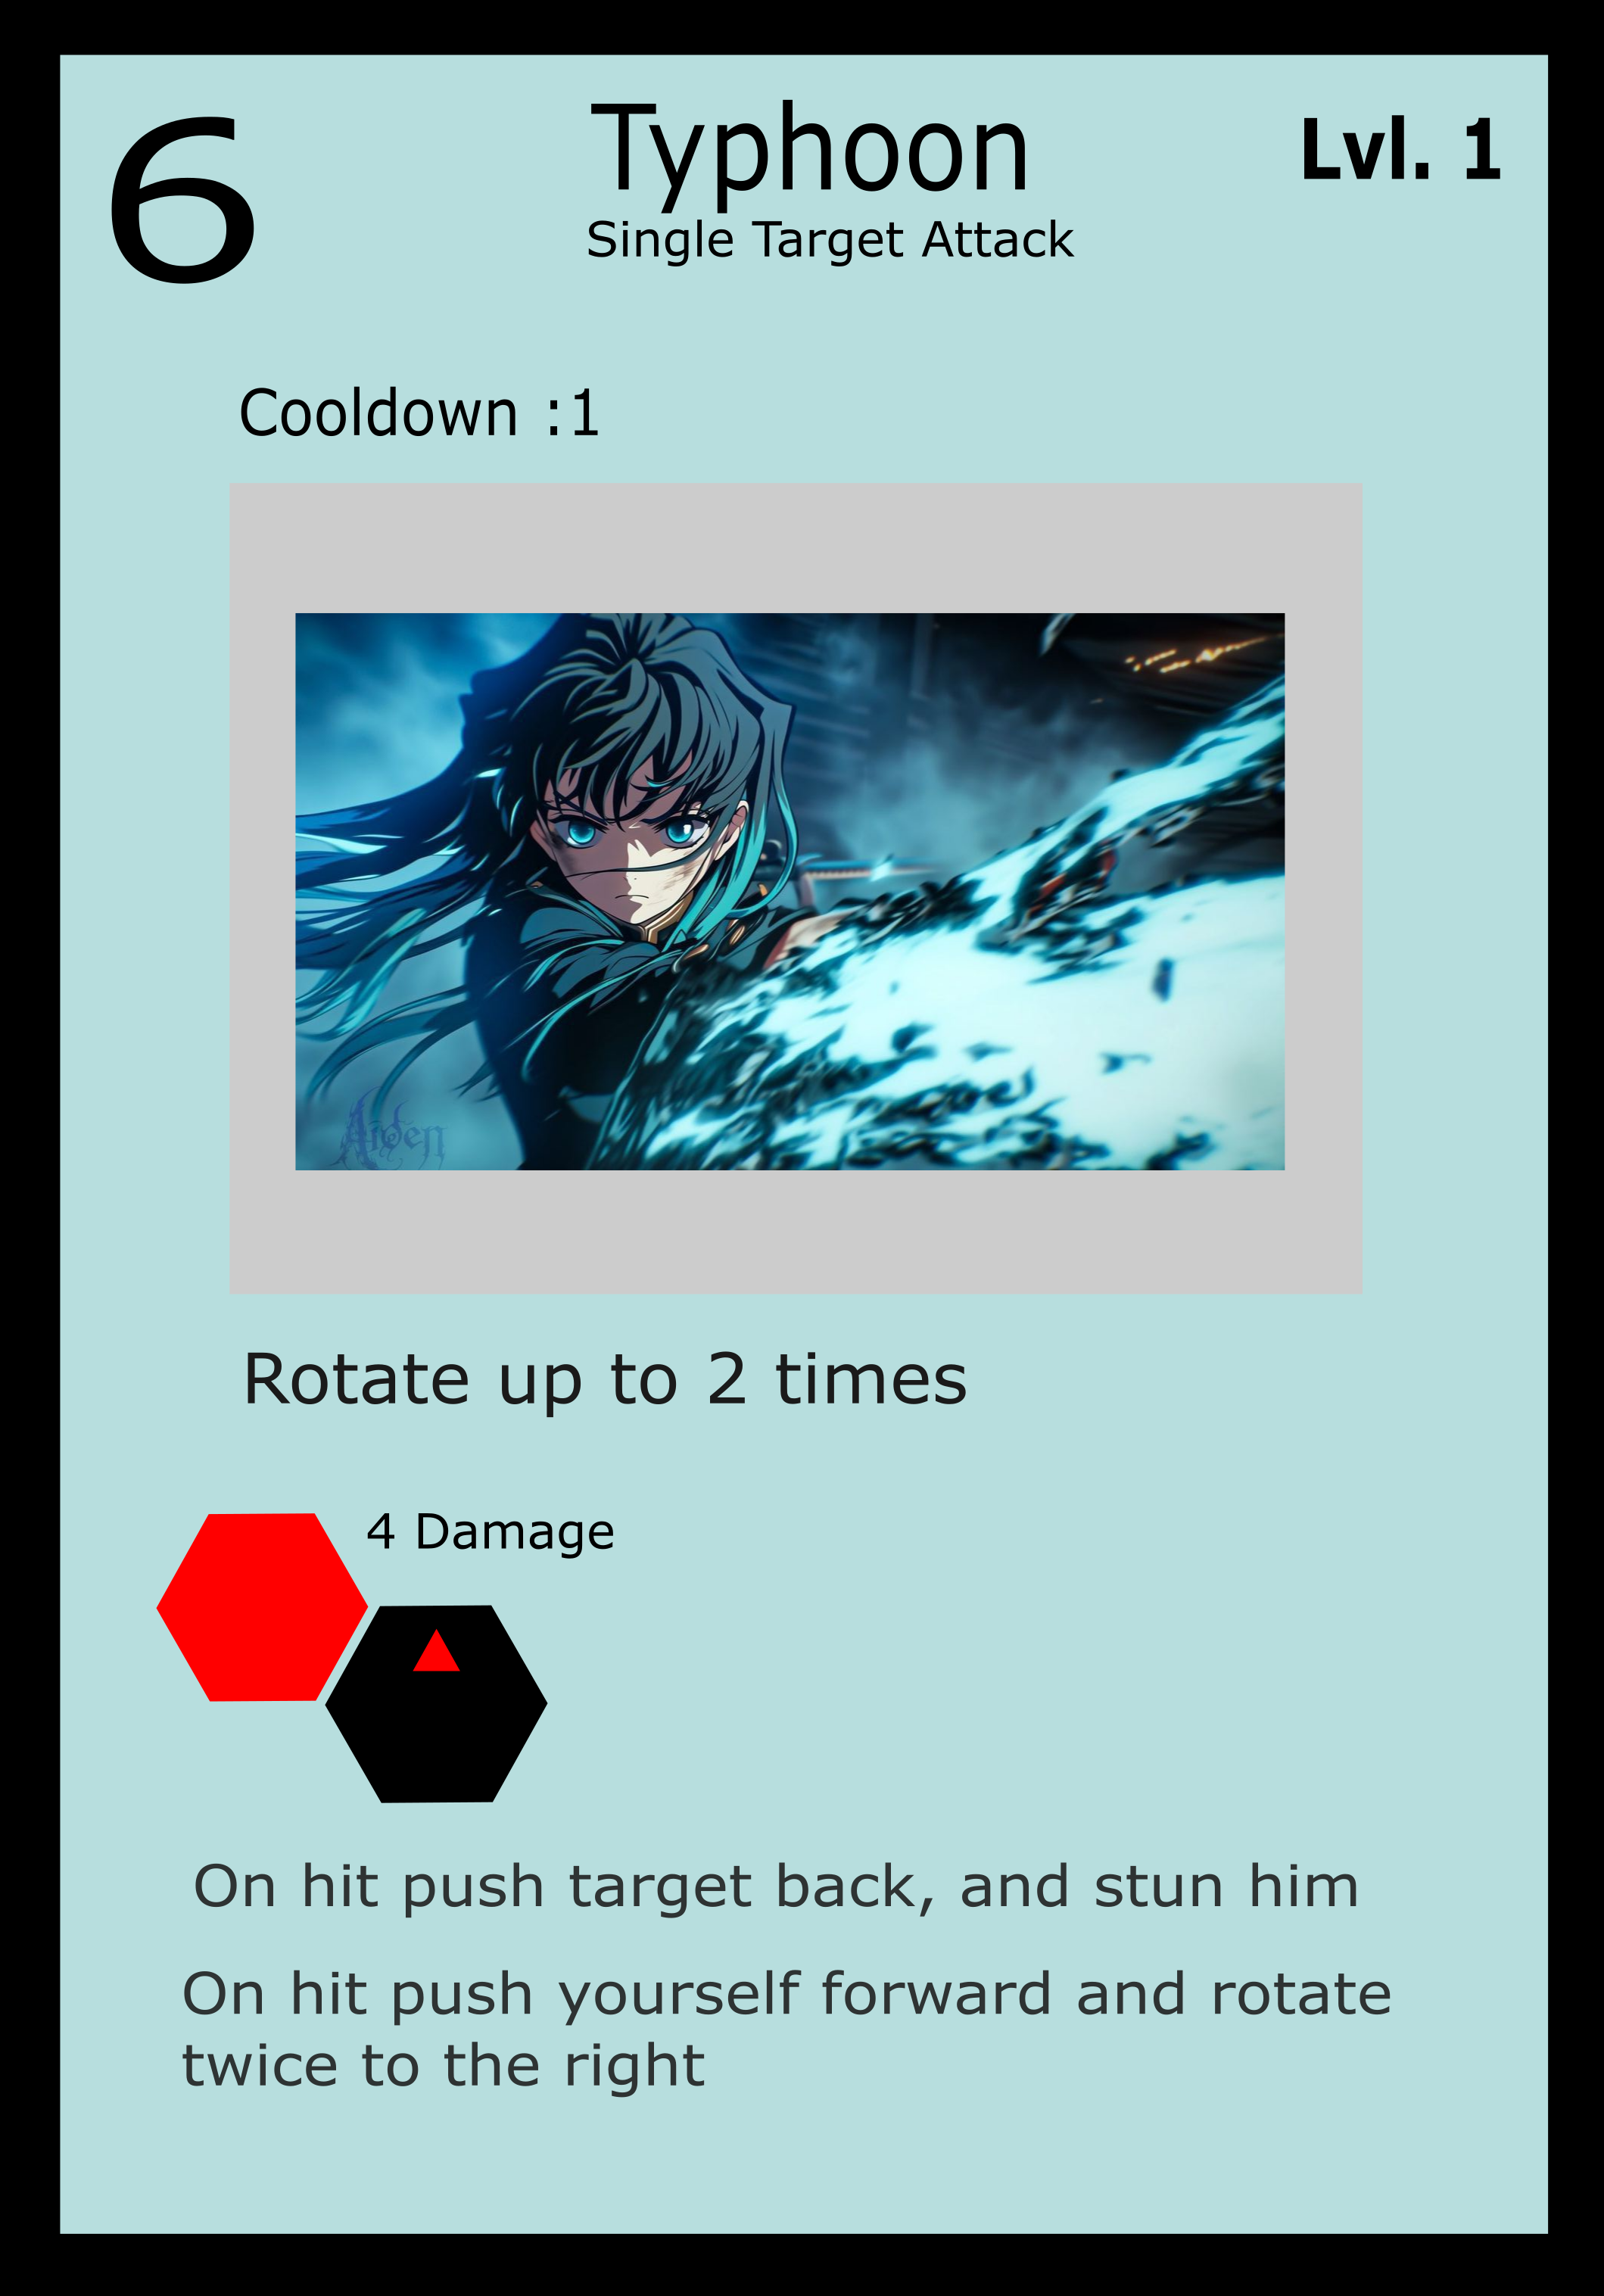 6
Typhoon
Lvl. 1
Single Target Attack
Cooldown :1
Aiden
Rotate up to 2 times
4 Damage
On hit push target back, and stun him
On hit push yourself forward and rotate
twice to the right